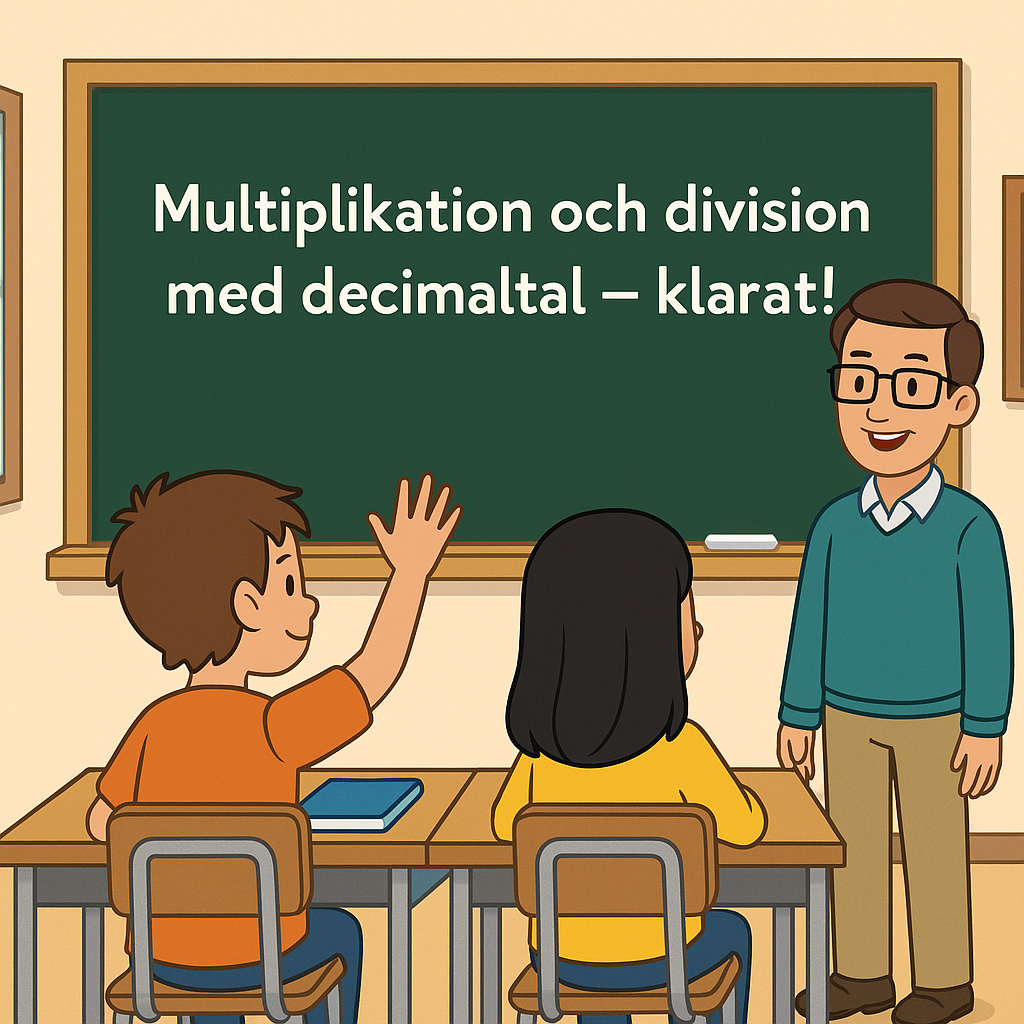 Multiplikation och division
med decimaltal – klarat!